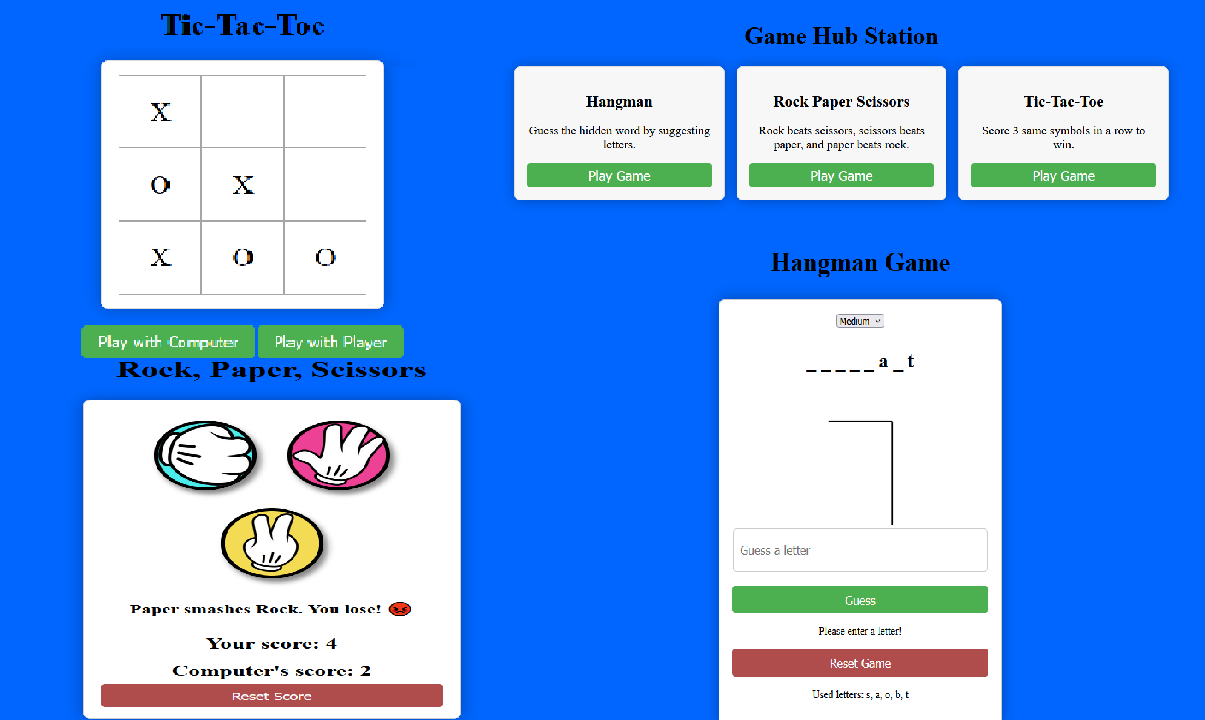 Tic-Tac-Toe
X
O X
X O O
Play with Computer Play with Player
Rock, Paper, Scissors
Paper smashes Rock. You lose! 😡
Your score: 4
Computer's score: 2
Reset Score
Game Hub Station
Hangman
Guess the hidden word by suggesting
letters.
Play Game
Rock Paper Scissors
Rock beats scissors, scissors beats
paper, and paper beats rock.
Play Game
Tic-Tac-Toe
Score 3 same symbols in a row to
win.
Play Game
Hangman Game
Medium
_ _ _ _ _ a _ t
Guess a letter
Guess
Please enter a letter!
Reset Game
Used letters: s, a, o, b, t